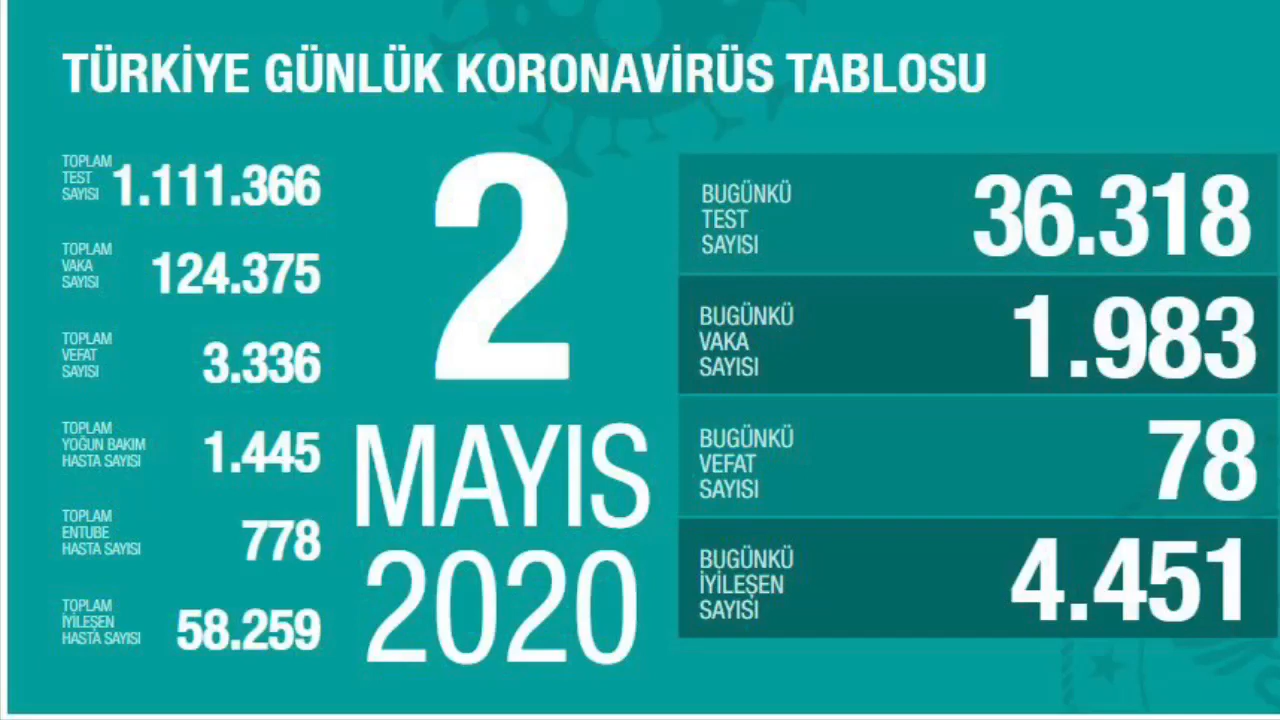 TÜRKİYE GÜNLÜK KORONAVİRÜS TABLOSU
TOPLAM
TEST
SAYISI
1.111.366
TOPLAM
VAKA
SAYISI
124.375
TOPLAM
VEFAT
SAYISI
3.336
TOPLAM
YOĞUN BAKIM
HASTA SAYISI
1.445
TOPLAM
ENTUBE
HASTA SAYISI
778
TOPLAM
İYİLEŞEN
HASTA SAYISI
58.259
2
MAYIS
2020
BUGÜNKÜ
TEST
SAYISI
36.318
BUGÜNKÜ
VAKA
SAYISI
1.983
BUGÜNKÜ
VEFAT
SAYISI
78
BUGÜNKÜ
İYİLEŞEN
SAYISI
4.451